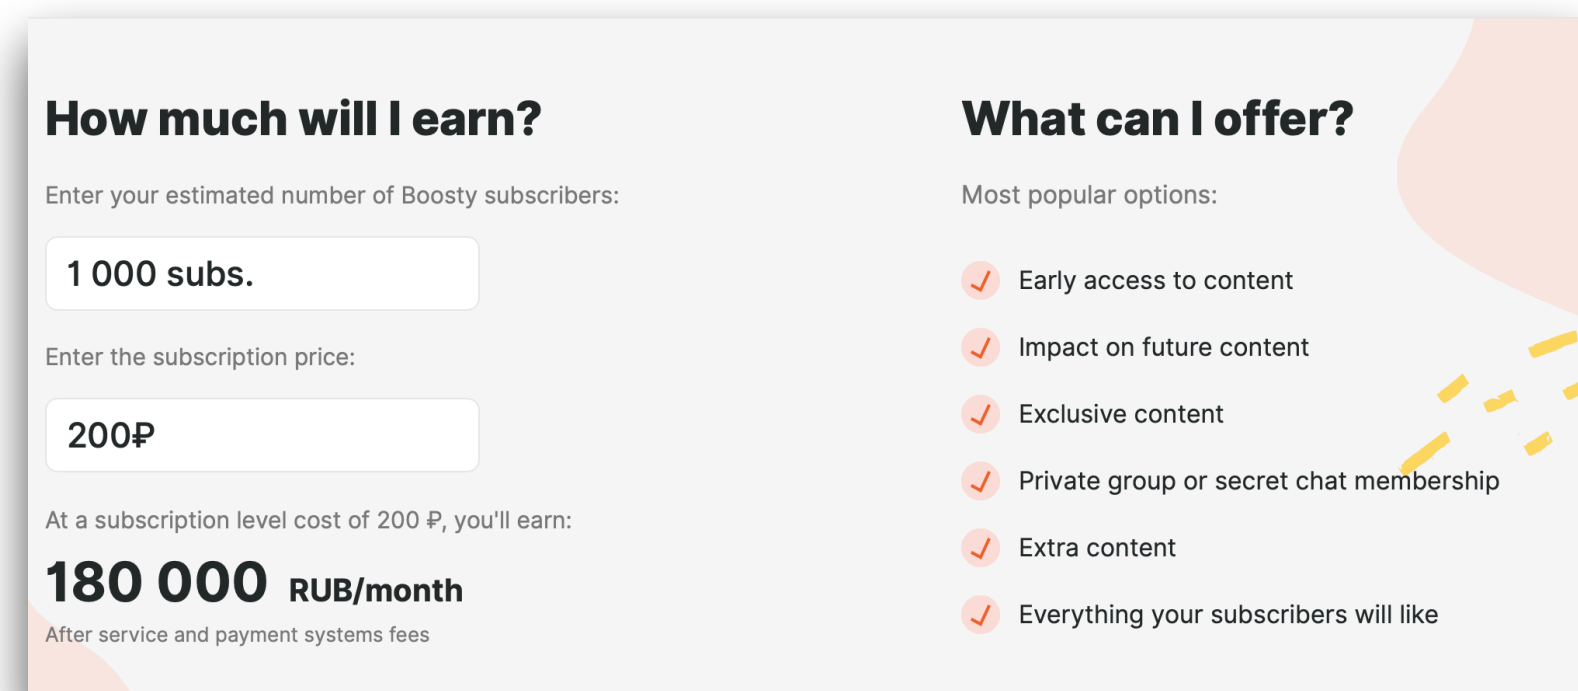 How much will I earn?
Enter your estimated number of Boosty subscribers:
1 000 subs.
Enter the subscription price:
200₽
At a subscription level cost of 200 ₽, you'll earn:
180 000 RUB/month
After service and payment systems fees
What can I offer?
Most popular options:
Early access to content
Impact on future content
Exclusive content
Private group or secret chat membership
Extra content
Everything your subscribers will like